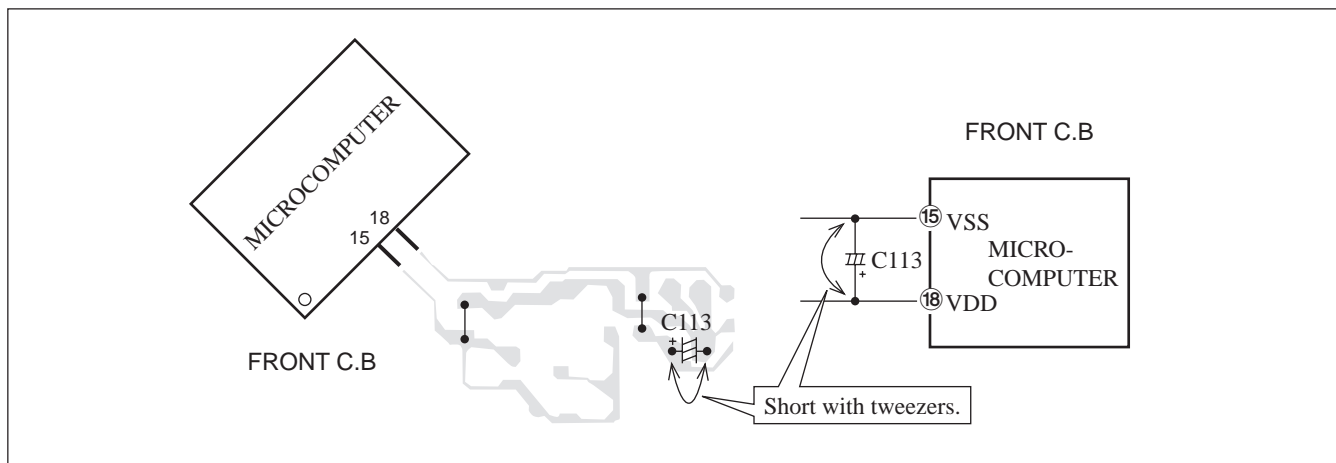 MICROCOMPUTER
18
15
FRONT C.B
C113
+
FRONT C.B
15 VSS
C113
+
MICRO-
COMPUTER
18 VDD
Short with tweezers.